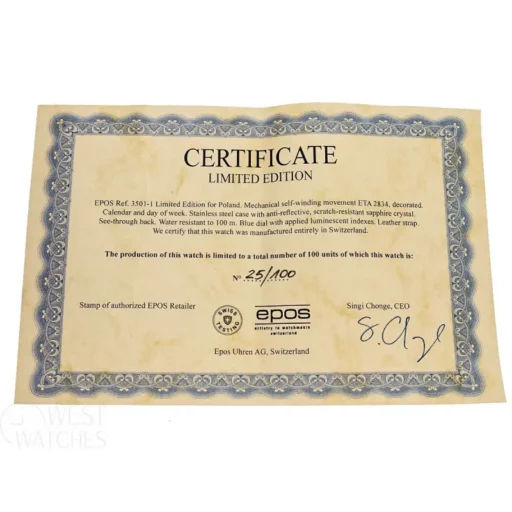 CERTIFICATE
LIMITED EDITION
EPOS Ref. 3501-1 Limited Edition for Poland. Mechanical self-winding movement ETA 2834, decorated.
Calendar and day of week. Stainless steel case with anti-reflective, scratch-resistant sapphire crystal.
See-through back. Water resistant to 100 m. Blue dial with applied luminescent indexes. Leather strap.
We certify that this watch was manufactured entirely in Switzerland.
The production of this watch is limited to a total number of 100 units of which this watch is:
Nº 25/100
Stamp of authorized EPOS Retailer
SWISS
TESTING
epos
artistry in watchmaking
switzerland
Singi Chonge, CEO
S. Chonge
Epos Uhren AG, Switzerland
WEST
WATCHES